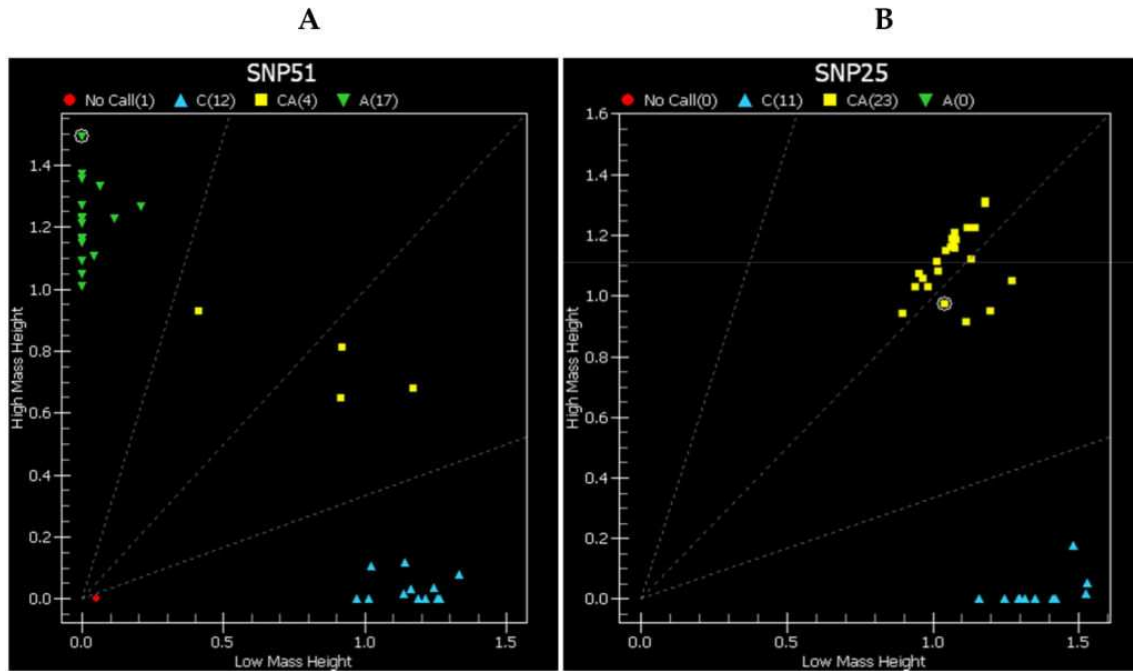 A B
SNP51
No Call(1) C(12) CA(4) A(17)
High Mass Height
1.4
1.2
1.0
0.8
0.6
0.4
0.2
0.0
0.0 0.5 1.0 1.5
Low Mass Height
SNP25
No Call(0) C(11) CA(23) A(0)
High Mass Height
1.6
1.4
1.2
1.0
0.8
0.6
0.4
0.2
0.0
0.0 0.5 1.0 1.5
Low Mass Height